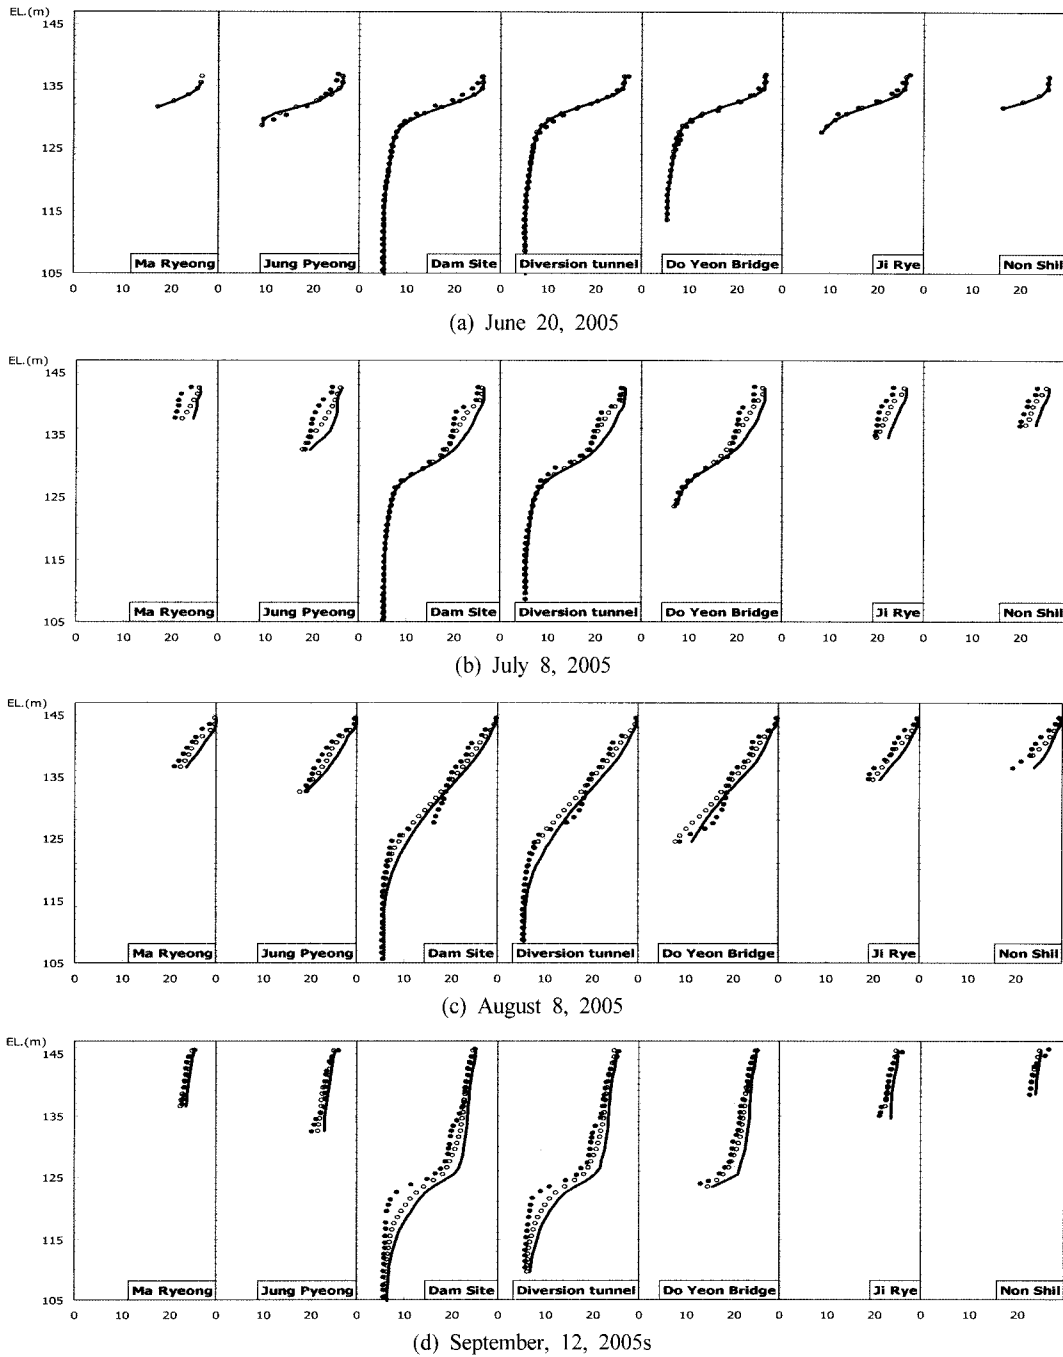 EL.(m)
145
135
125
115
105
Ma Ryeong Jung Pyeong Dam Site Diversion tunnel Do Yeon Bridge Ji Rye Non Shil
0 10 20 0 10 20 0 10 20 0 10 20 0 10 20 0 10 20 0 10 20
(a) June 20, 2005
EL.(m)
145
135
125
115
105
Ma Ryeong Jung Pyeong Dam Site Diversion tunnel Do Yeon Bridge Ji Rye Non Shil
0 10 20 0 10 20 0 10 20 0 10 20 0 10 20 0 10 20 0 10 20
(b) July 8, 2005
EL.(m)
145
135
125
115
105
Ma Ryeong Jung Pyeong Dam Site Diversion tunnel Do Yeon Bridge Ji Rye Non Shil
0 10 20 0 10 20 0 10 20 0 10 20 0 10 20 0 10 20 0 10 20
(c) August 8, 2005
EL.(m)
145
135
125
115
105
Ma Ryeong Jung Pyeong Dam Site Diversion tunnel Do Yeon Bridge Ji Rye Non Shil
0 10 20 0 10 20 0 10 20 0 10 20 0 10 20 0 10 20 0 10 20
(d) September, 12, 2005s